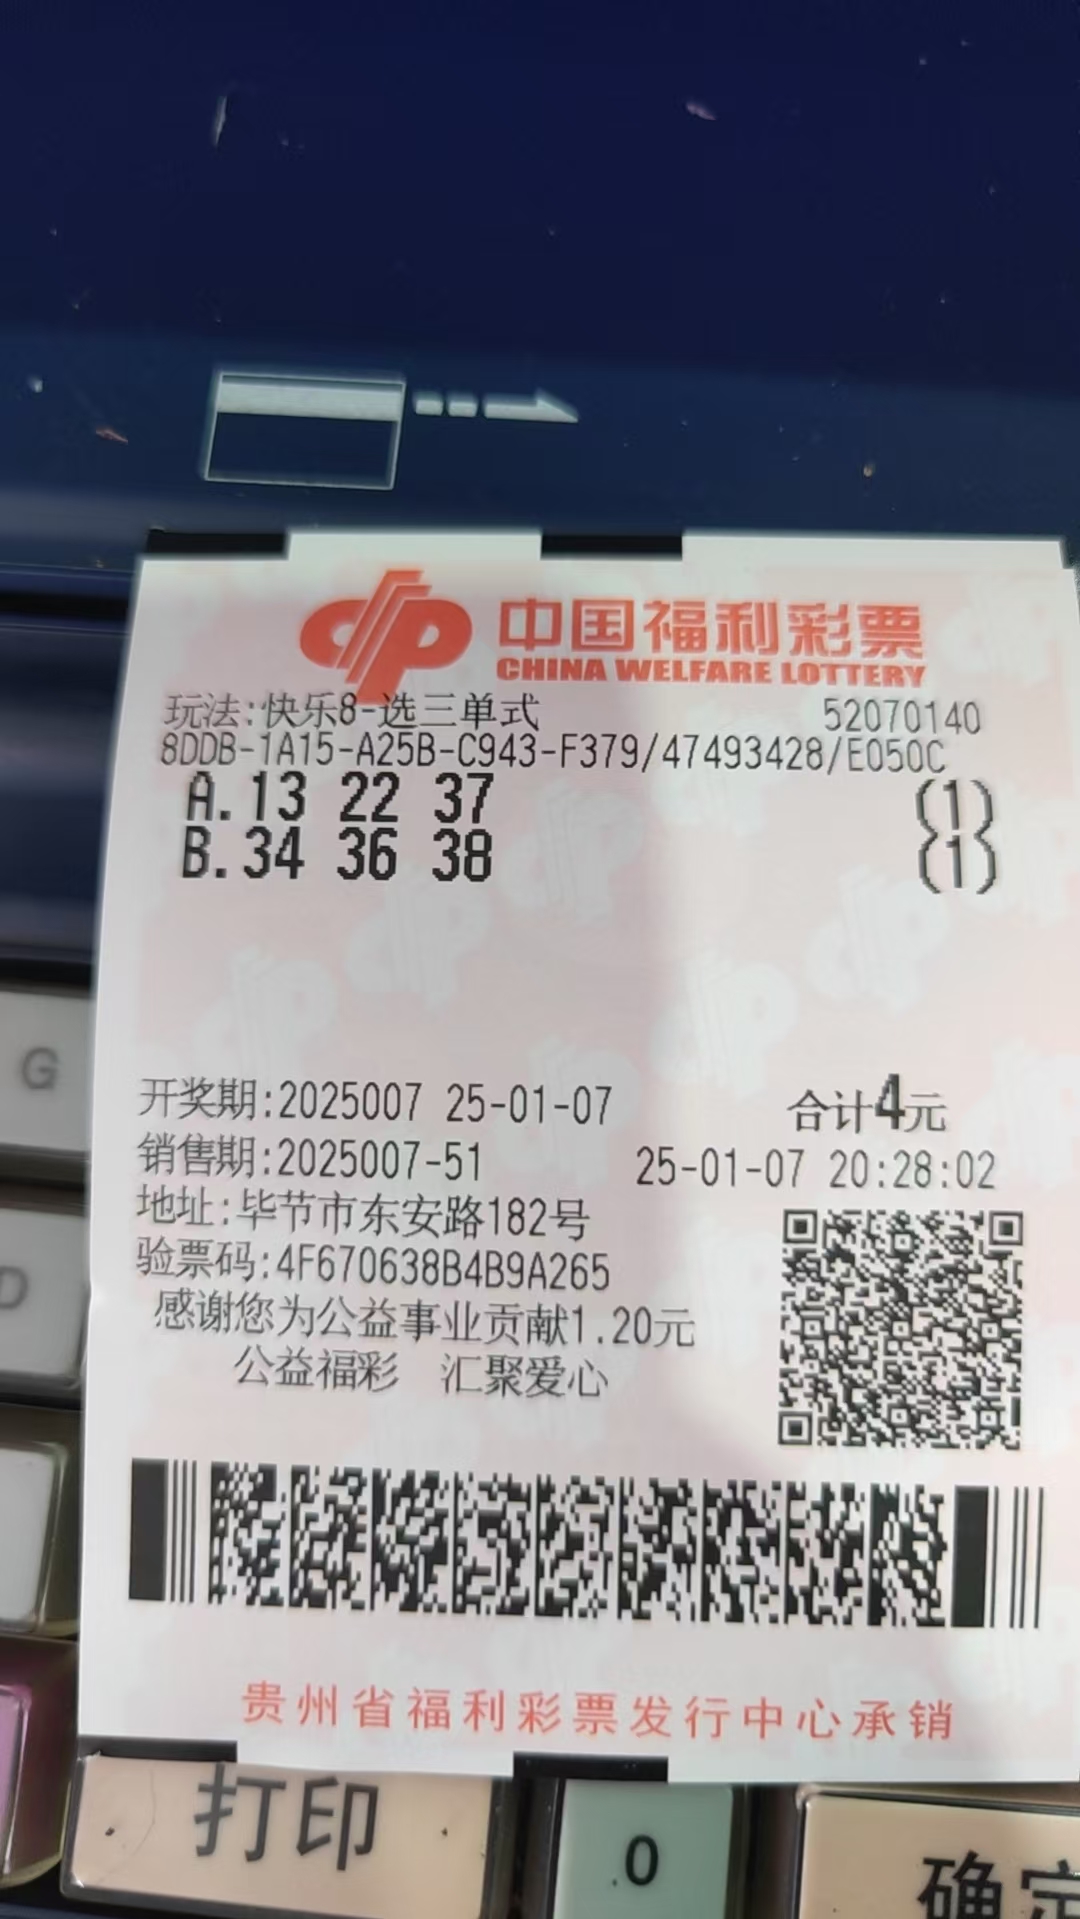 中国福利彩票
CHINA WELFARE LOTTERY
玩法:快乐8-选三单式 52070140
8DDB-1A15-A25B-C943-F379/47493428/E050C
A.13 22 37 (1)
B.34 36 38 (1)
开奖期:2025007 25-01-07 合计4元
销售期:2025007-51 25-01-07 20:28:02
地址:毕节市东安路182号
验票码:4F670638B4B9A265
感谢您为公益事业贡献1.20元
公益福彩 汇聚爱心
贵州省福利彩票发行中心承销
G
D
打印
0
确定